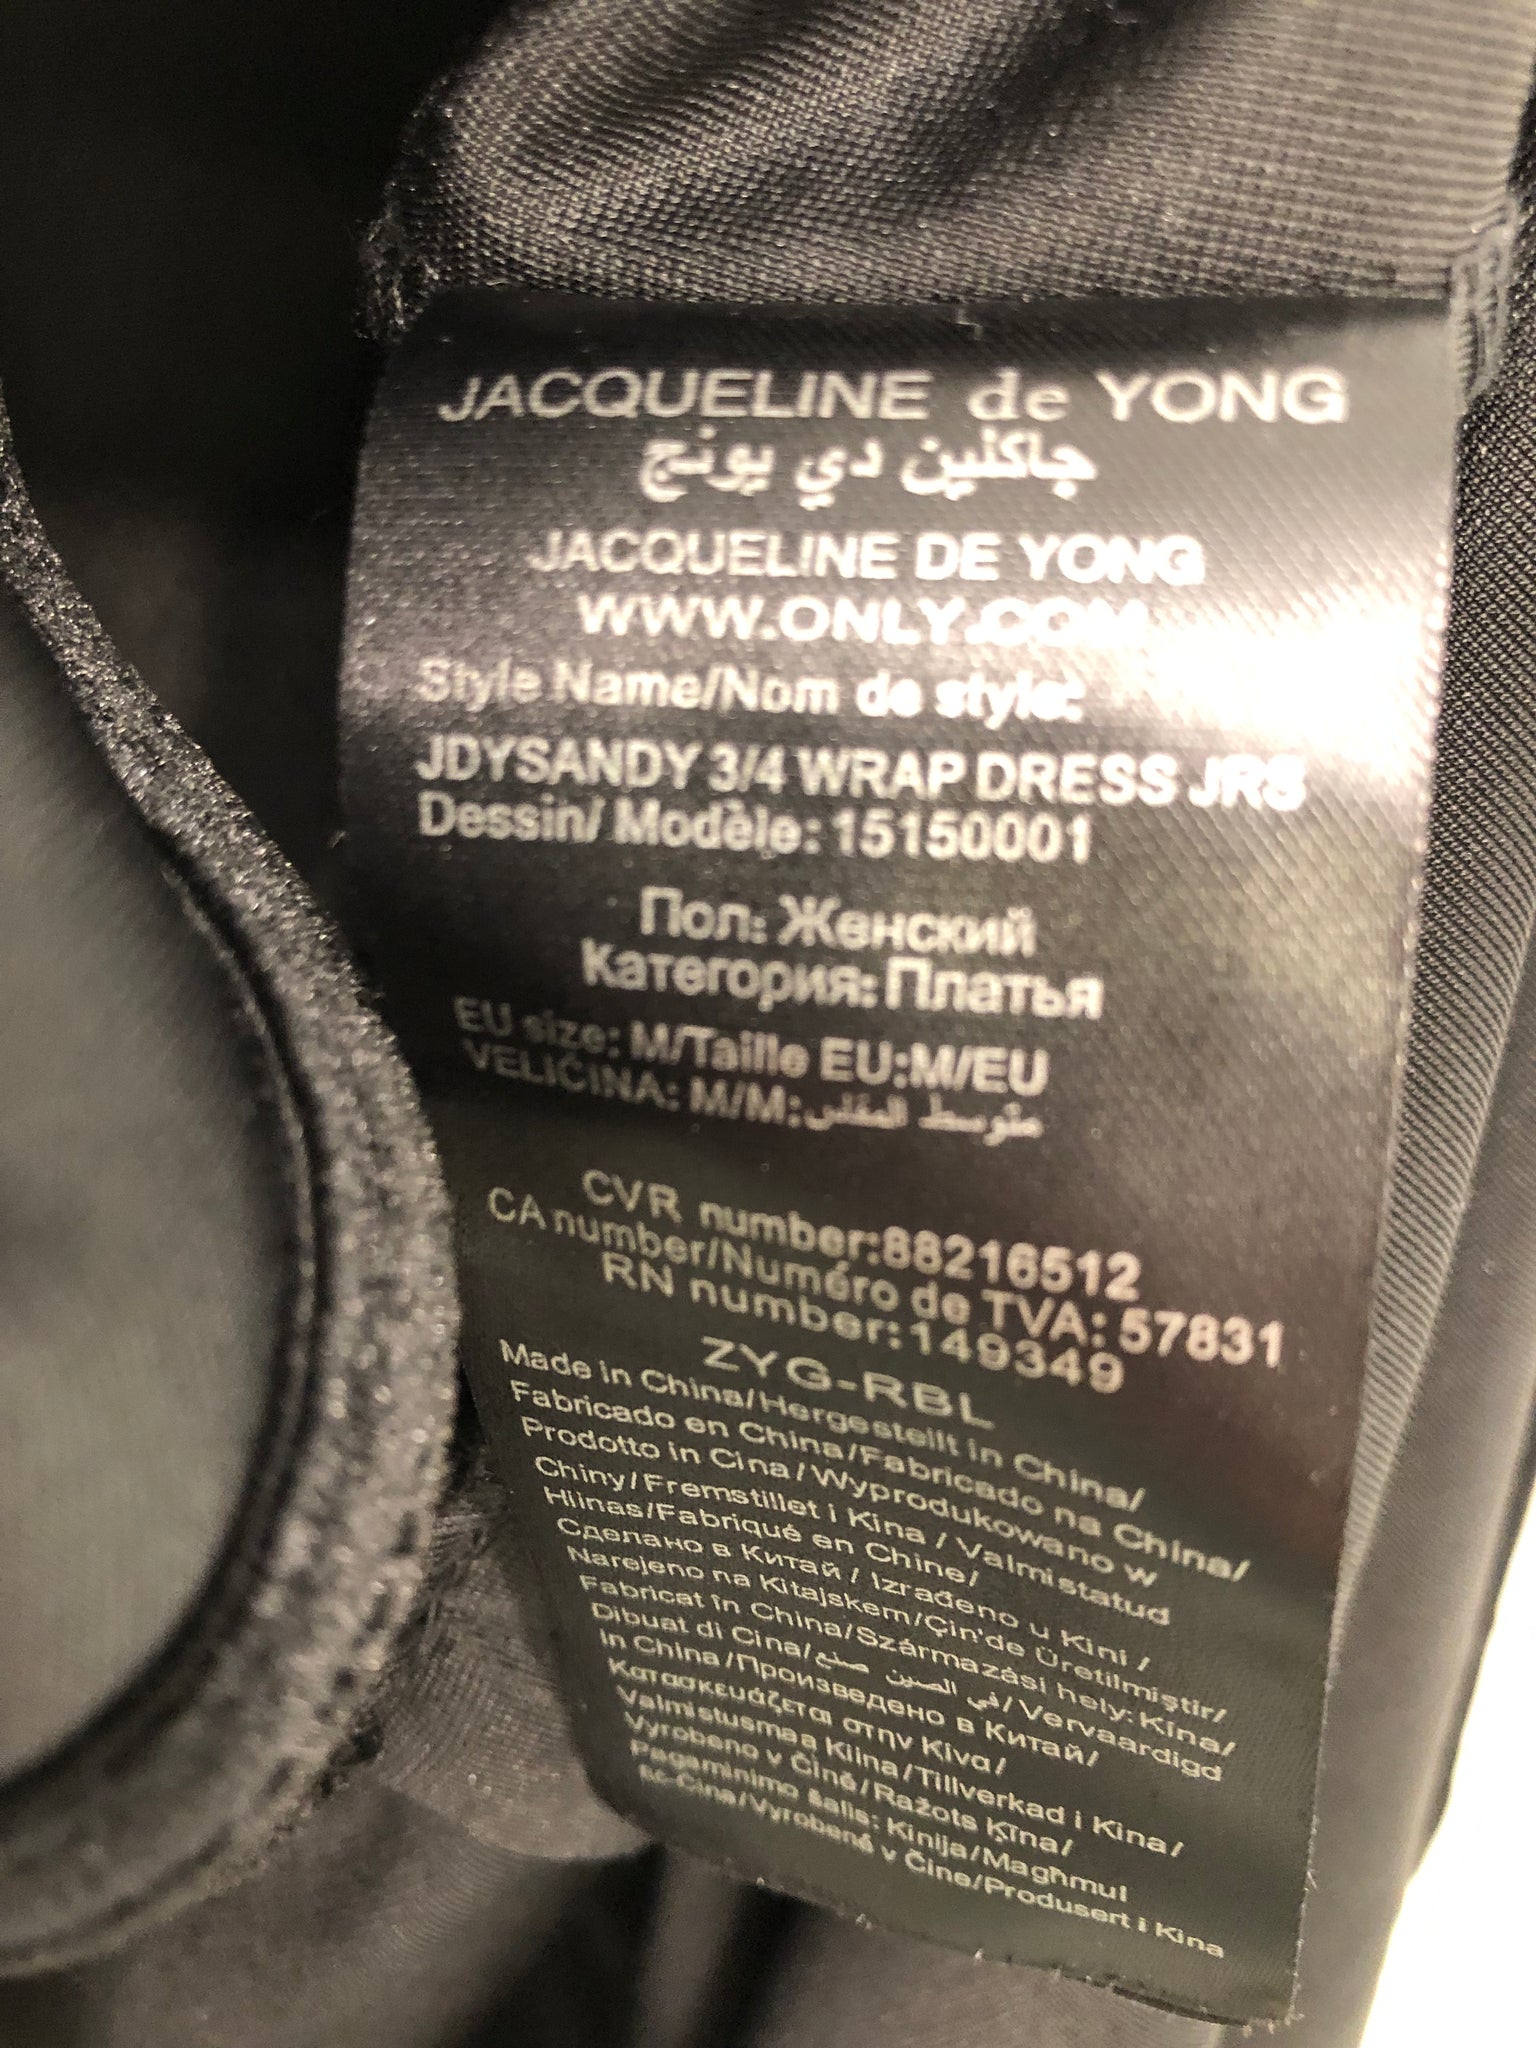 JACQUELINE de YONG
جاكلين دي يونج
JACQUELINE DE YONG
WWW.ONLY.COM
Style Name/Nom de style:
JDYSANDY 3/4 WRAP DRESS JRS
Dessin/ Modèle: 15150001
Пол: Женский
Категория: Платья
EU size: M/Taille EU:M/EU
VELIĆINA: M/M: متوسط المقاس
CVR number:88216512
CA number/Numéro de TVA: 57831
RN number:149349
ZYG-RBL
Made in China/Hergestellt in China/
Fabricado en China/Fabricado na China/
Prodotto in Cina/Wyprodukowano w
Chiny/Fremstillet i Kina / Valmistatud
Hiinas/Fabriqué en Chine/
Сделано в Китай / Izrađeno u Kini /
Narejeno na Kitajskem/Çin'de Üretilmiştir/
Fabricat în China/Származási hely: Kína/
Dibuat di Cina/في الصين صنع/Vervaardigd
in China/Произведено в Китай/
Κατασκευάζεται στην Κίνα/
Valmistusmaa Kiina/Tillverkad i Kina/
Vyrobeno v Číně/Ražots Ķīna/
Pagaminimo šalis: Kinija/Magħmul
iċ-Ċina/Vyrobené v Číne/Produsert i Kina